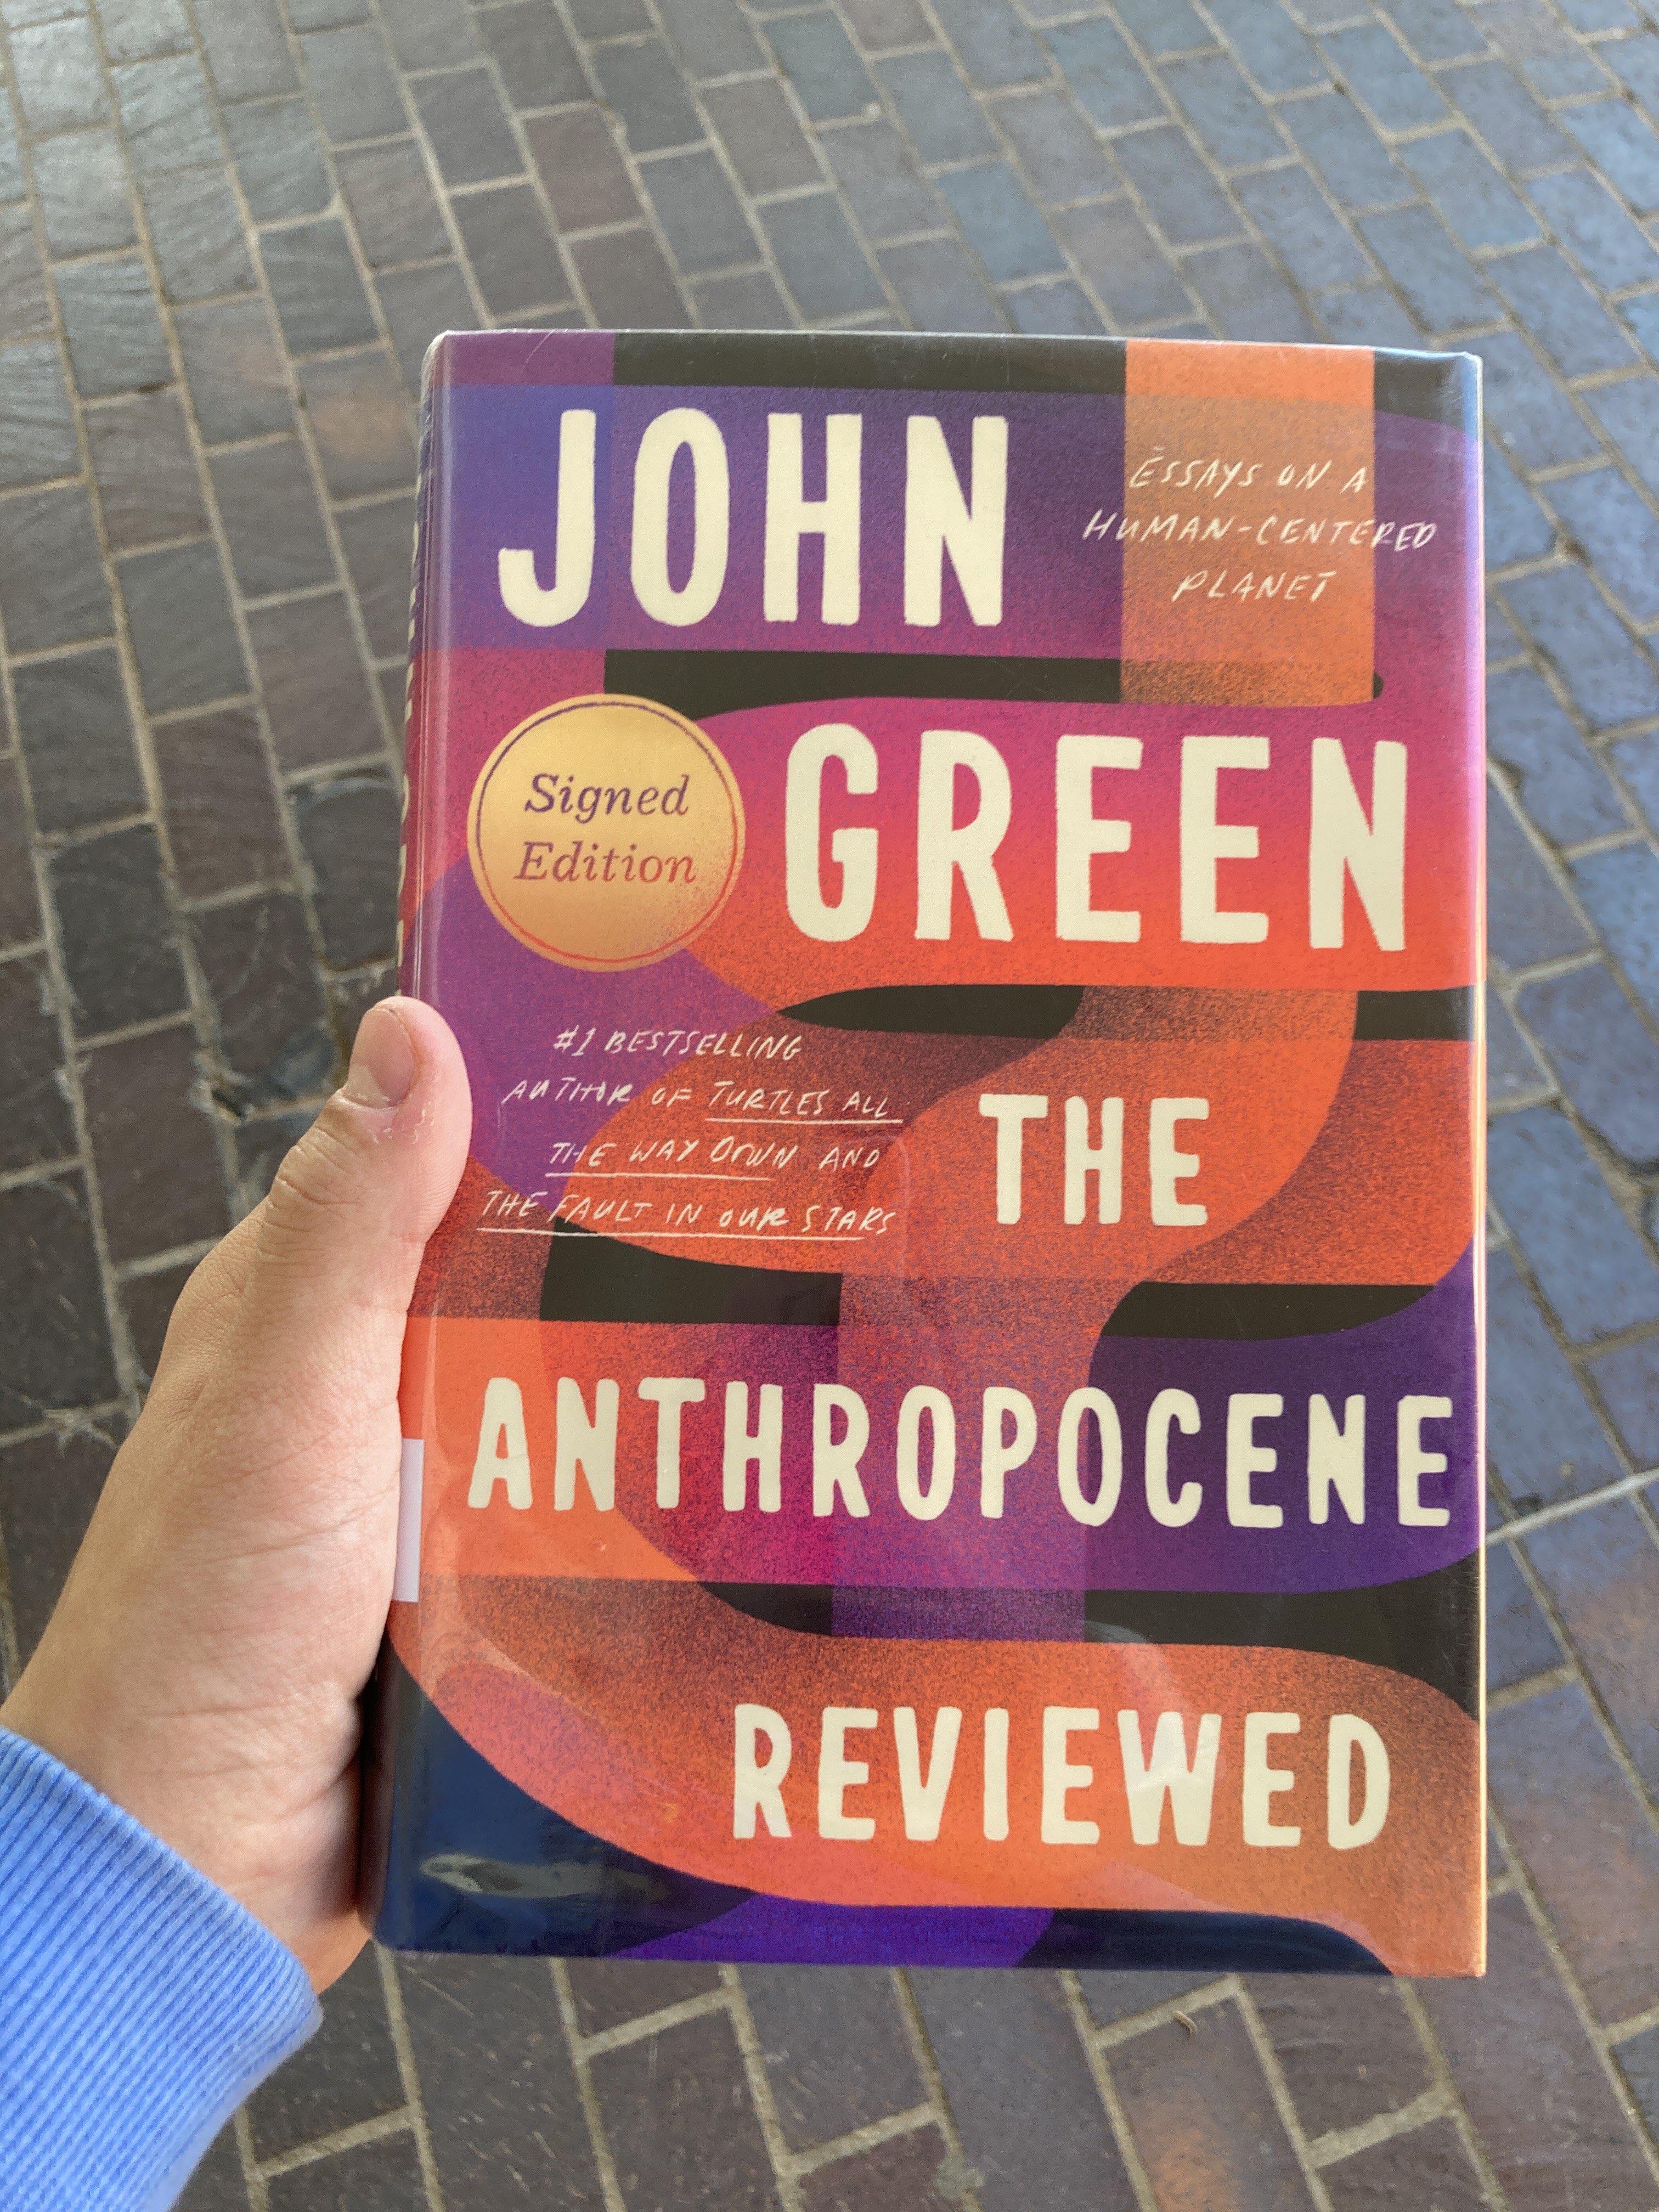 JOHN
ESSAYS ON A
HUMAN-CENTERED
PLANET
Signed
Edition
GREEN
#1 BESTSELLING
AUTHOR OF TURTLES ALL
THE WAY DOWN AND
THE FAULT IN OUR STARS
THE
ANTHROPOCENE
REVIEWED